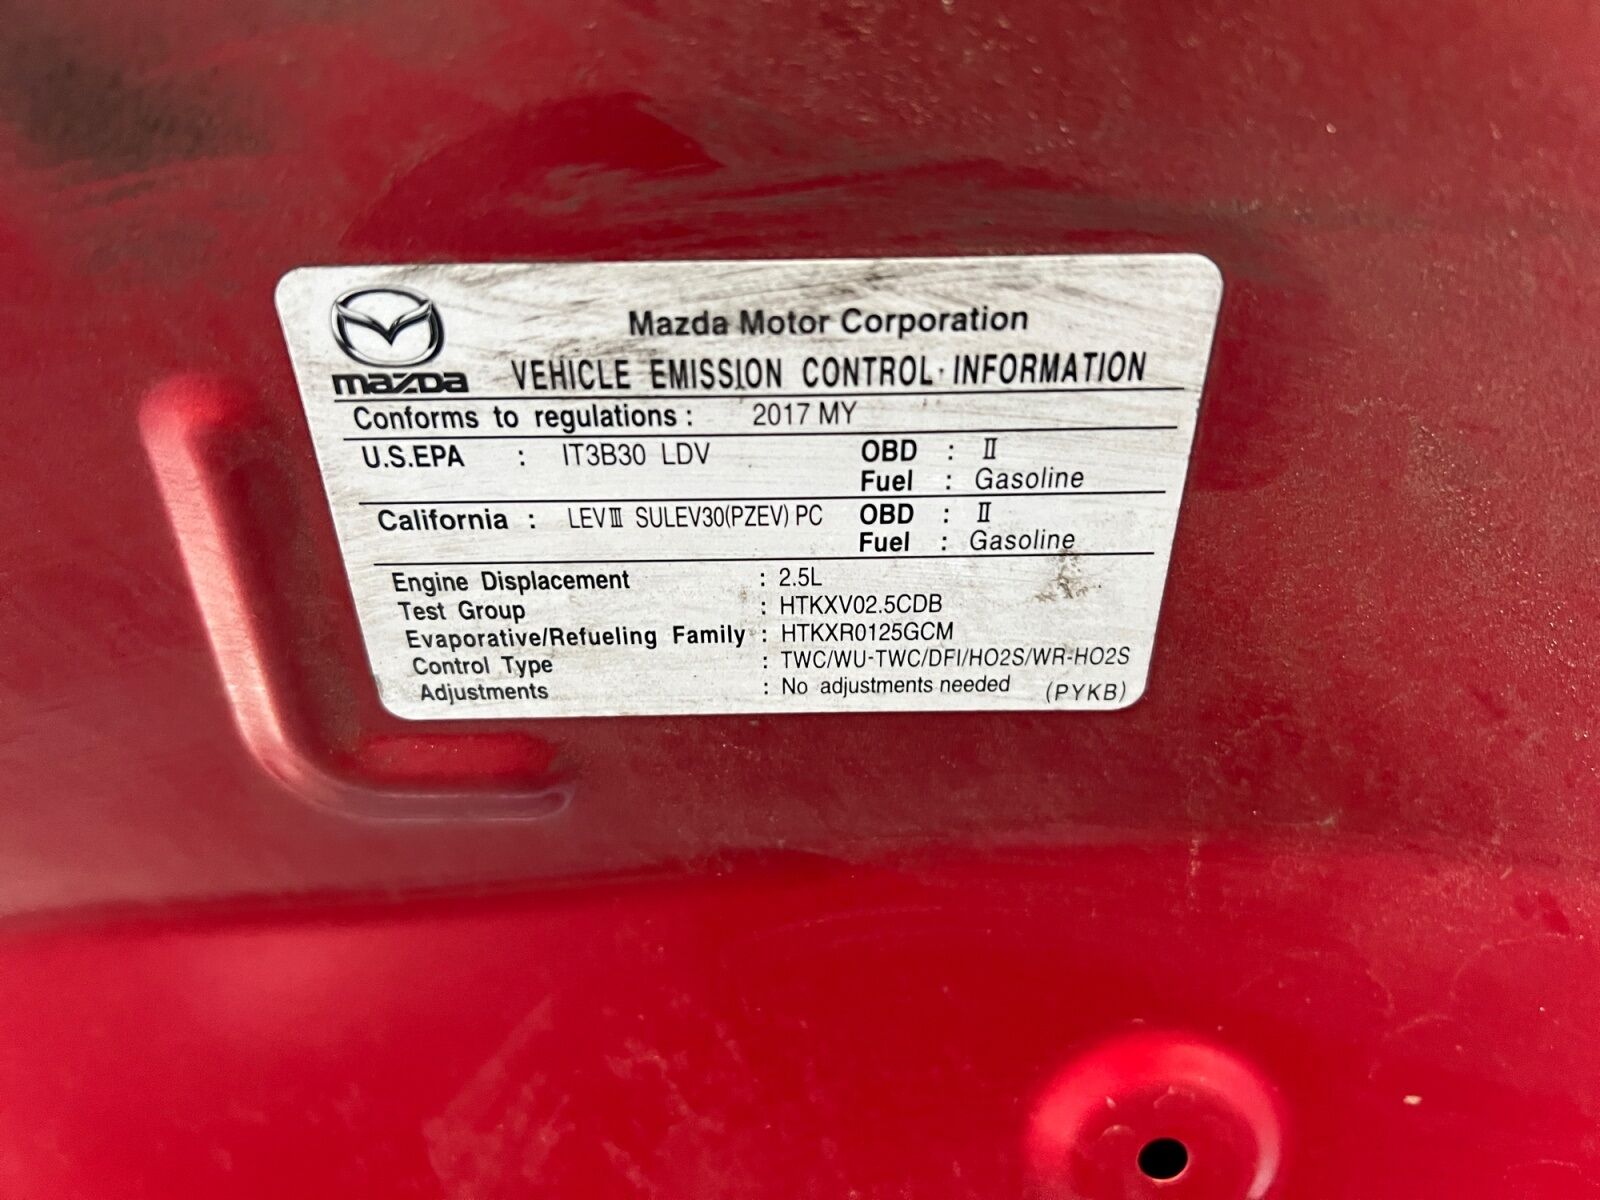 mazda
Mazda Motor Corporation
VEHICLE EMISSION CONTROL INFORMATION
Conforms to regulations : 2017 MY
U.S.EPA : IT3B30 LDV OBD : II
Fuel : Gasoline
California : LEVIII SULEV30(PZEV) PC OBD : II
Fuel : Gasoline
Engine Displacement : 2.5L
Test Group : HTKXV02.5CDB
Evaporative/Refueling Family : HTKXR0125GCM
Control Type : TWC/WU-TWC/DFI/HO2S/WR-HO2S
Adjustments : No adjustments needed (PYKB)